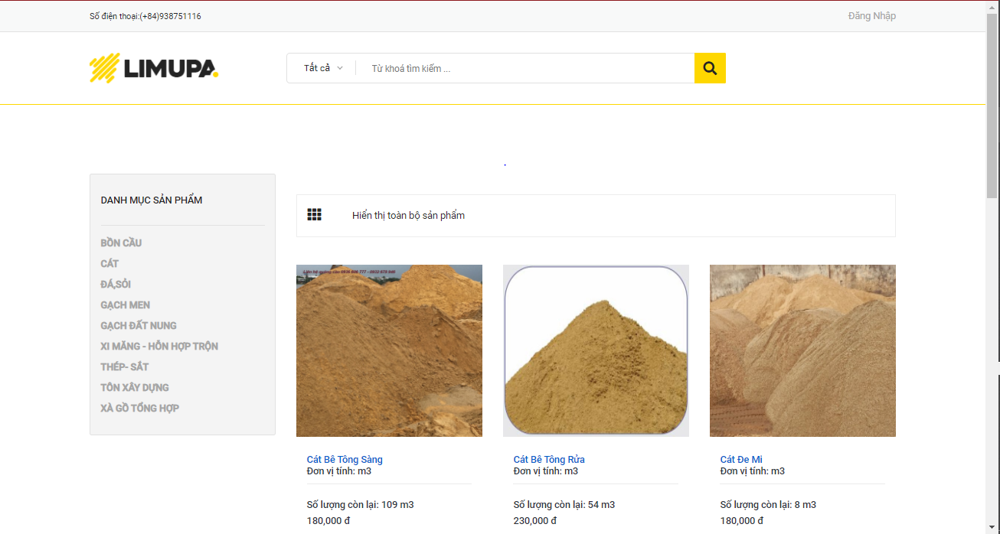 Số điện thoại:(+84)938751116
Đăng Nhập
LIMUPA.
Tất cả
Từ khoá tìm kiếm ...
DANH MỤC SẢN PHẨM
BỒN CẦU
CÁT
ĐÁ,SỎI
GẠCH MEN
GẠCH ĐẤT NUNG
XI MĂNG - HỖN HỢP TRỘN
THÉP- SẮT
TÔN XÂY DỰNG
XÀ GỒ TỔNG HỢP
.
Hiển thị toàn bộ sản phẩm
Cát Bê Tông Sàng
Đơn vị tính: m3
Số lượng còn lại: 109 m3
180,000 đ
Cát Bê Tông Rửa
Đơn vị tính: m3
Số lượng còn lại: 54 m3
230,000 đ
Cát Đe Mi
Đơn vị tính: m3
Số lượng còn lại: 8 m3
180,000 đ